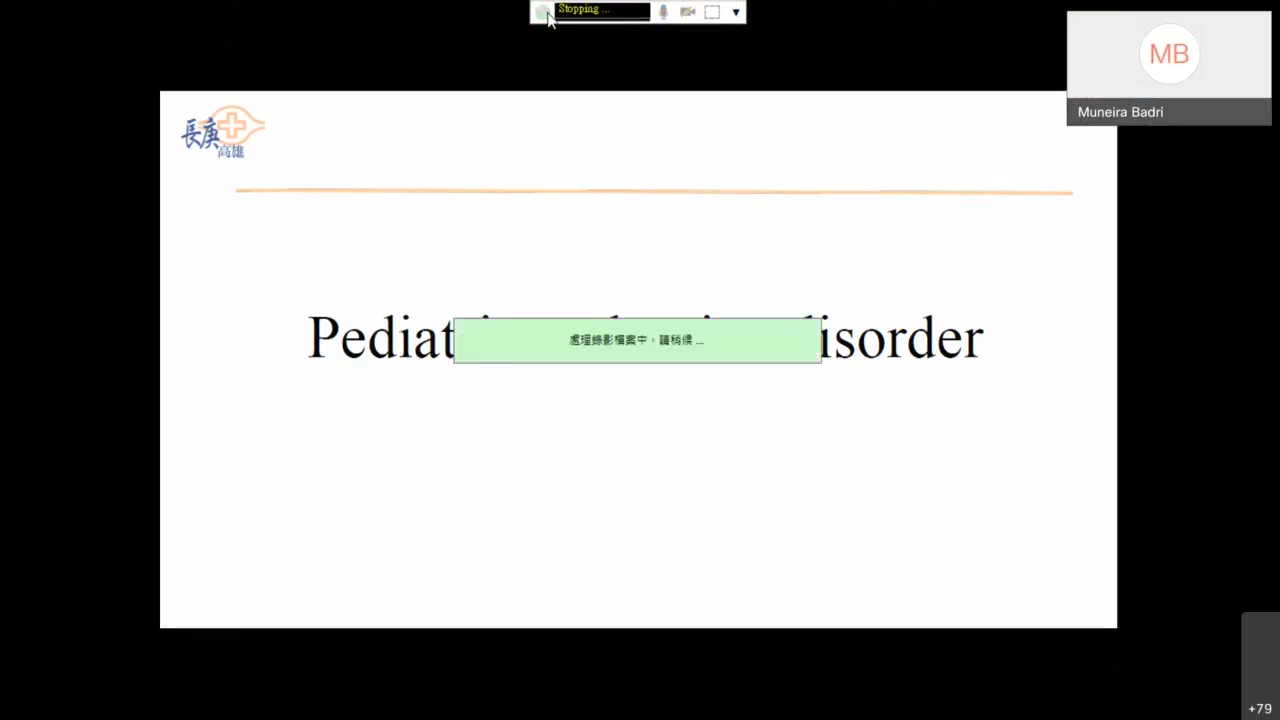 Stopping ...
MB
Muneira Badri
長庚
高雄
Pediat disorder
處理錄影檔案中，請稍候 ...
+79